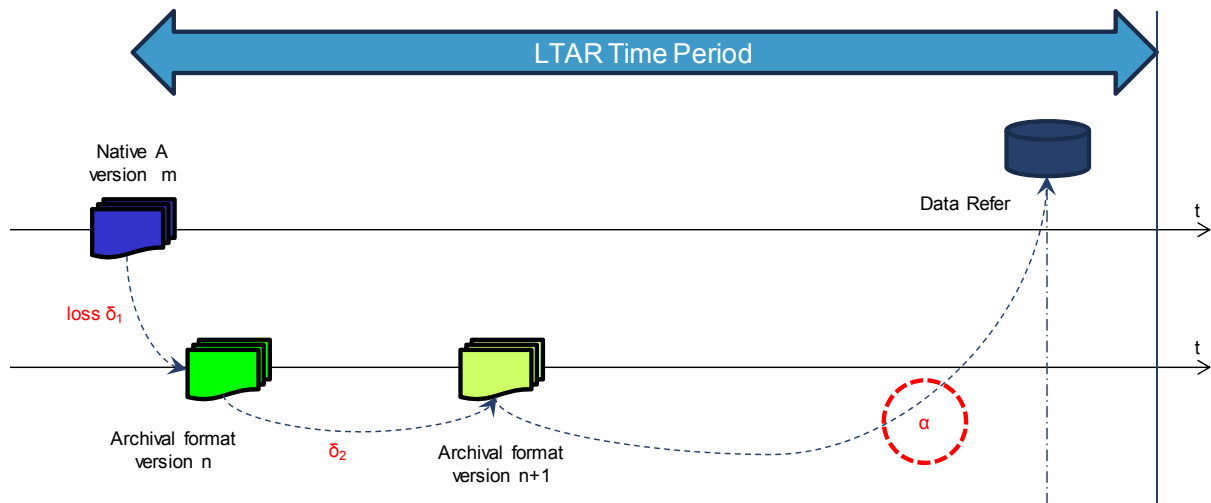 LTAR Time Period
Native A
version m
Data Refer
t
loss δ₁
t
α
Archival format
version n
δ₂
Archival format
version n+1